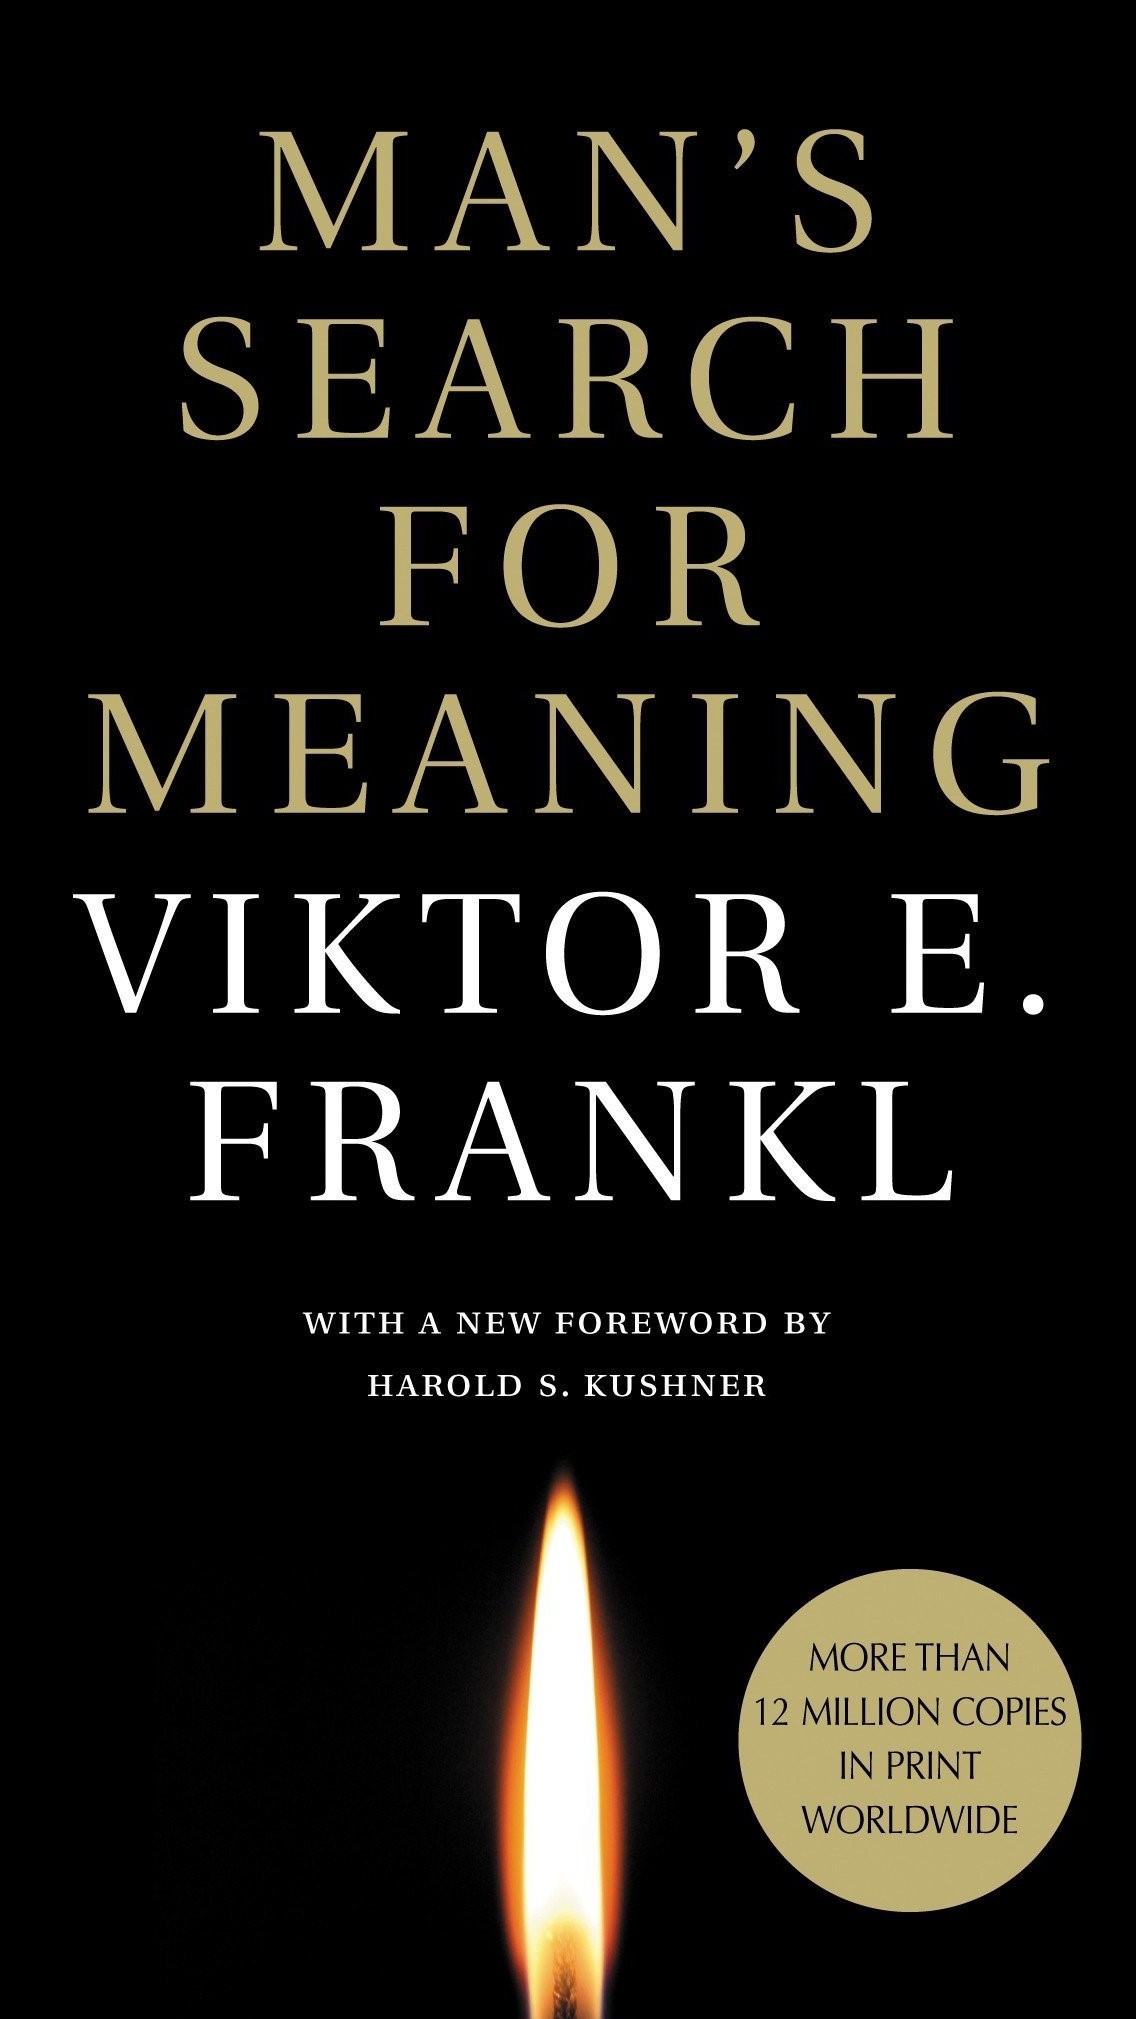 MAN’S
SEARCH
FOR
MEANING
VIKTOR E.
FRANKL
WITH A NEW FOREWORD BY
HAROLD S. KUSHNER
MORE THAN
12 MILLION COPIES
IN PRINT
WORLDWIDE